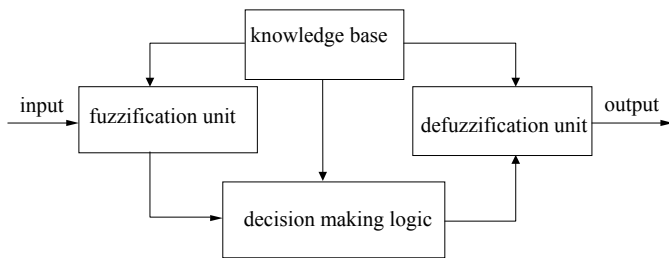 knowledge base
input
fuzzification unit
output
defuzzification unit
decision making logic